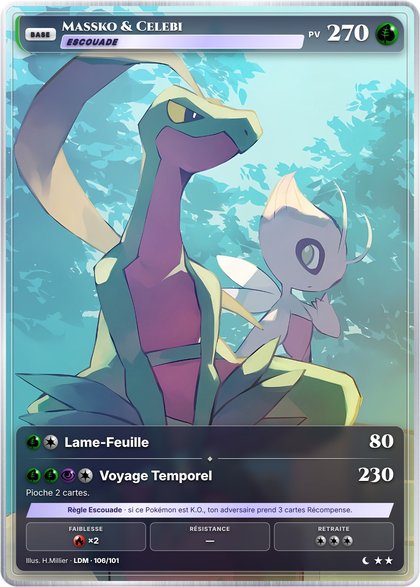 BASE
Massko & Celebi
ESCOUADE
PV 270
Lame-Feuille 80
Voyage Temporel 230
Pioche 2 cartes.
Règle Escouade · si ce Pokémon est K.O., ton adversaire prend 3 cartes Récompense.
FAIBLESSE
×2
RÉSISTANCE
—
RETRAITE
Illus. H.Millier · LDM · 106/101